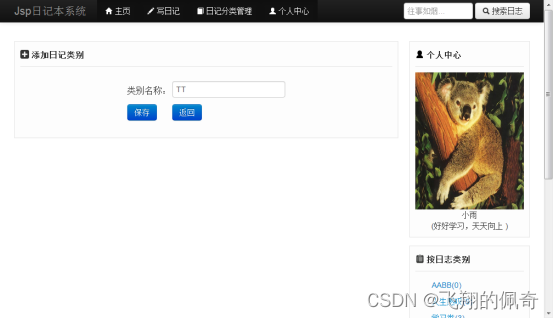 Jsp日记本系统 主页 写日记 日记分类管理 个人中心 往事如烟... 搜索日志
添加日记类别
类别名称： TT
保存 返回
个人中心
小雨
(好好学习，天天向上 )
按日志类别
AABB(0)
CSDN @飞翔的佩奇